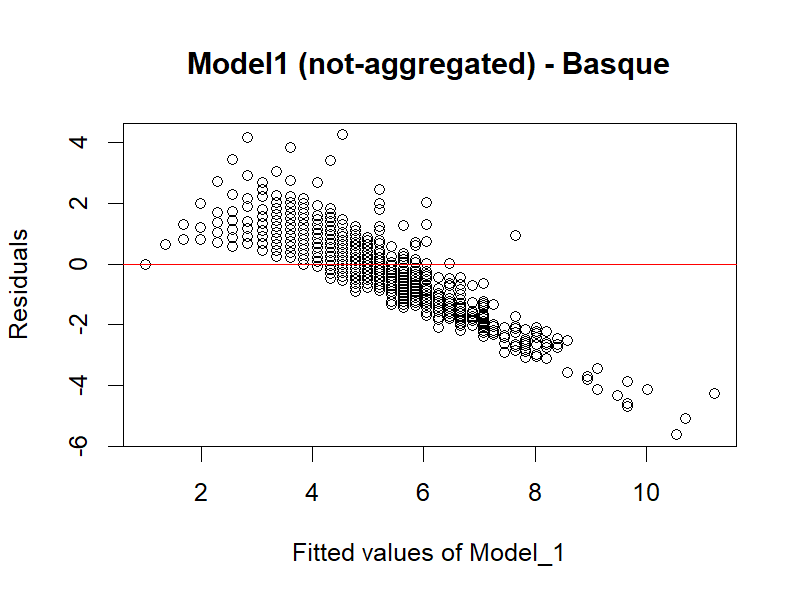 Model1 (not-aggregated) - Basque
4
2
0
-2
-4
-6
Residuals
2 4 6 8 10
Fitted values of Model_1